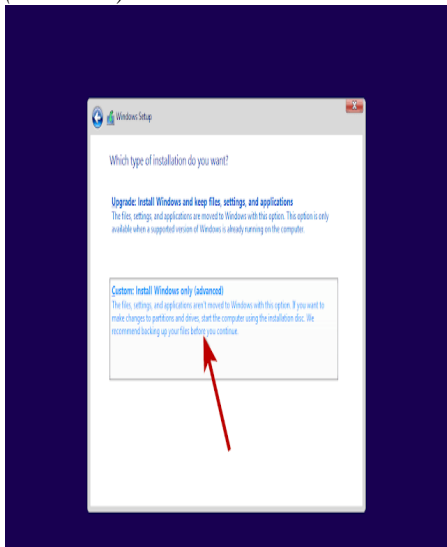 Windows Setup
Which type of installation do you want?
Upgrade: Install Windows and keep files, settings, and applications
The files, settings, and applications are moved to Windows with this option. This option is only
available when a supported version of Windows is already running on the computer.
Custom: Install Windows only (advanced)
The files, settings, and applications aren't moved to Windows with this option. If you want to
make changes to partitions and drives, start the computer using the installation disc. We
recommend backing up your files before you continue.